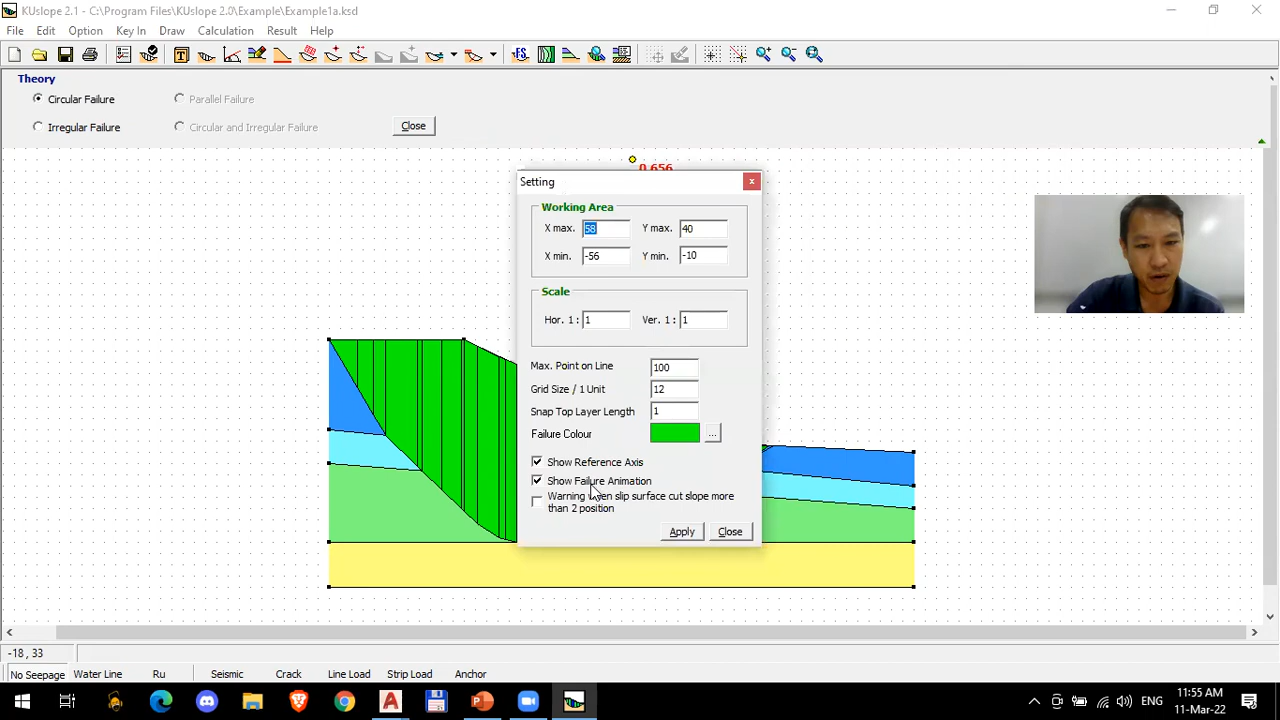 KUslope 2.1 - C:\Program Files\KUslope 2.0\Example\Example1a.ksd
File Edit Option Key In Draw Calculation Result Help
T FS
Theory
Circular Failure Parallel Failure
Irregular Failure Circular and Irregular Failure Close
0.656
Setting
Working Area
X max. 58 Y max. 40
X min. -56 Y min. -10
Scale
Hor. 1 : 1 Ver. 1 : 1
Max. Point on Line 100
Grid Size / 1 Unit 12
Snap Top Layer Length 1
Failure Colour ...
Show Reference Axis
Show Failure Animation
Warning when slip surface cut slope more
than 2 position
Apply Close
-18 , 33
No Seepage Water Line Ru Seismic Crack Line Load Strip Load Anchor
ENG
11:55 AM
11-Mar-22